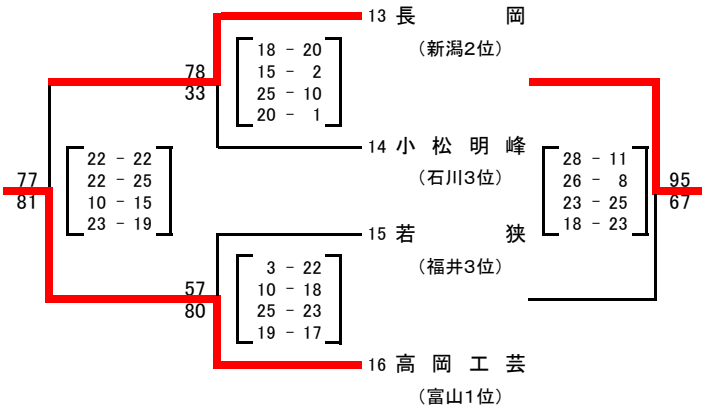 13 長岡
(新潟2位)
78
33
18 - 20
15 - 2
25 - 10
20 - 1
14 小松明峰
(石川3位)
77
81
22 - 22
22 - 25
10 - 15
23 - 19
28 - 11
26 - 8
23 - 25
18 - 23
95
67
15 若狭
(福井3位)
57
80
3 - 22
10 - 18
25 - 23
19 - 17
16 高岡工芸
(富山1位)